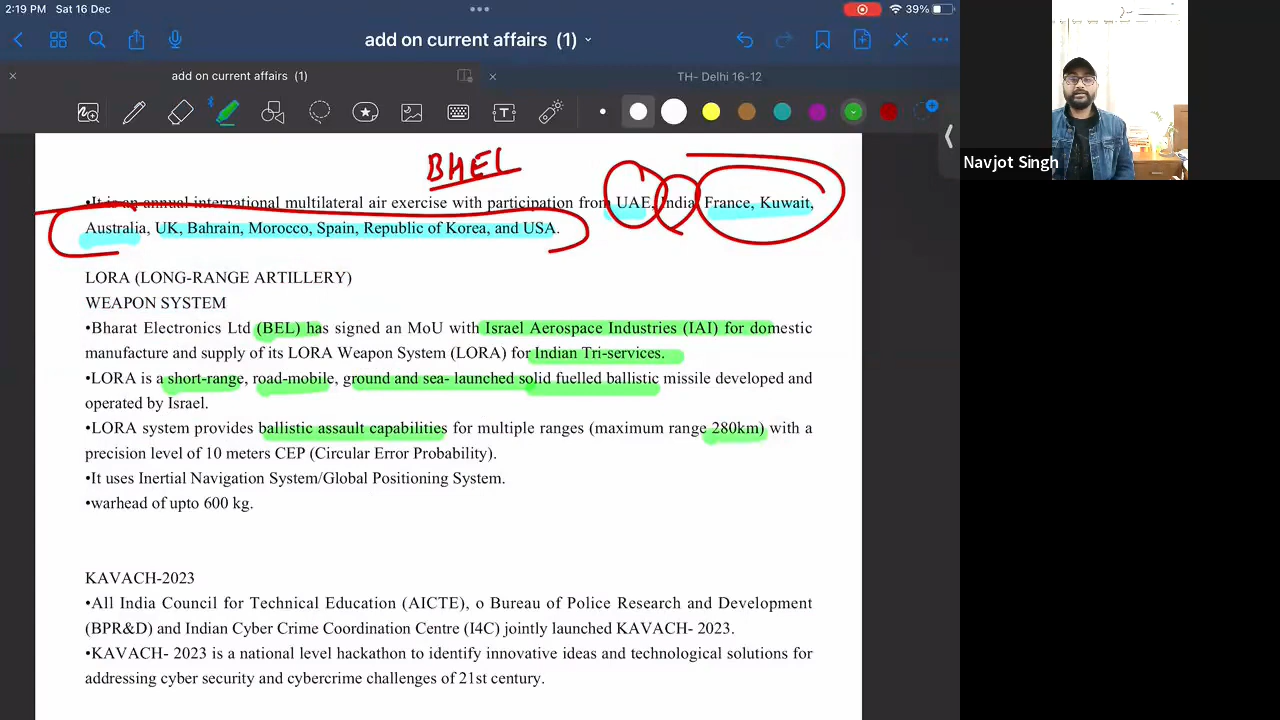 2:19 PM Sat 16 Dec
39%
add on current affairs (1)
add on current affairs (1)
TH- Delhi 16-12
BHEL
•It is an annual international multilateral air exercise with participation from UAE, India France, Kuwait,
Australia, UK, Bahrain, Morocco, Spain, Republic of Korea, and USA.
LORA (LONG-RANGE ARTILLERY)
WEAPON SYSTEM
•Bharat Electronics Ltd (BEL) has signed an MoU with Israel Aerospace Industries (IAI) for domestic
manufacture and supply of its LORA Weapon System (LORA) for Indian Tri-services.
•LORA is a short-range, road-mobile, ground and sea- launched solid fuelled ballistic missile developed and
operated by Israel.
•LORA system provides ballistic assault capabilities for multiple ranges (maximum range 280km) with a
precision level of 10 meters CEP (Circular Error Probability).
•It uses Inertial Navigation System/Global Positioning System.
•warhead of upto 600 kg.
KAVACH-2023
•All India Council for Technical Education (AICTE), o Bureau of Police Research and Development
(BPR&D) and Indian Cyber Crime Coordination Centre (I4C) jointly launched KAVACH- 2023.
•KAVACH- 2023 is a national level hackathon to identify innovative ideas and technological solutions for
addressing cyber security and cybercrime challenges of 21st century.
Navjot Singh